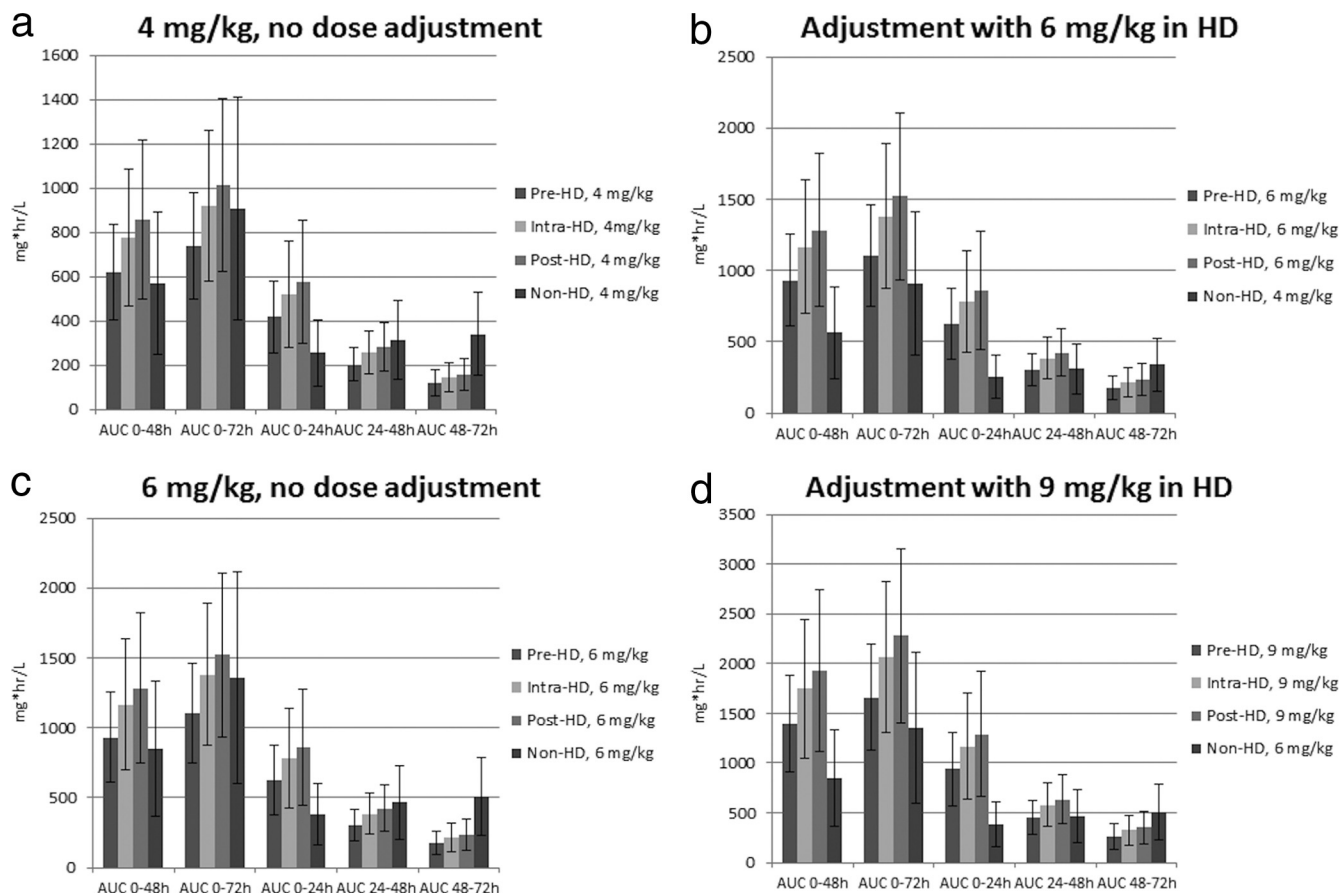 a
4 mg/kg, no dose adjustment
1600
1400
1200
1000
800
600
400
200
0
mg*hr/L
AUC 0-48h AUC 0-72h AUC 0-24h AUC 24-48h AUC 48-72h
Pre-HD, 4 mg/kg
Intra-HD, 4mg/kg
Post-HD, 4 mg/kg
Non-HD, 4 mg/kg
b
Adjustment with 6 mg/kg in HD
2500
2000
1500
1000
500
0
mg*hr/L
AUC 0-48h AUC 0-72h AUC 0-24h AUC 24-48h AUC 48-72h
Pre-HD, 6 mg/kg
Intra-HD, 6 mg/kg
Post-HD, 6 mg/kg
Non-HD, 4 mg/kg
c
6 mg/kg, no dose adjustment
2500
2000
1500
1000
500
0
mg*hr/L
AUC 0-48h AUC 0-72h AUC 0-24h AUC 24-48h AUC 48-72h
Pre-HD, 6 mg/kg
Intra-HD, 6 mg/kg
Post-HD, 6 mg/kg
Non-HD, 6 mg/kg
d
Adjustment with 9 mg/kg in HD
3500
3000
2500
2000
1500
1000
500
0
mg*hr/L
AUC 0-48h AUC 0-72h AUC 0-24h AUC 24-48h AUC 48-72h
Pre-HD, 9 mg/kg
Intra-HD, 9 mg/kg
Post-HD, 9 mg/kg
Non-HD, 6 mg/kg